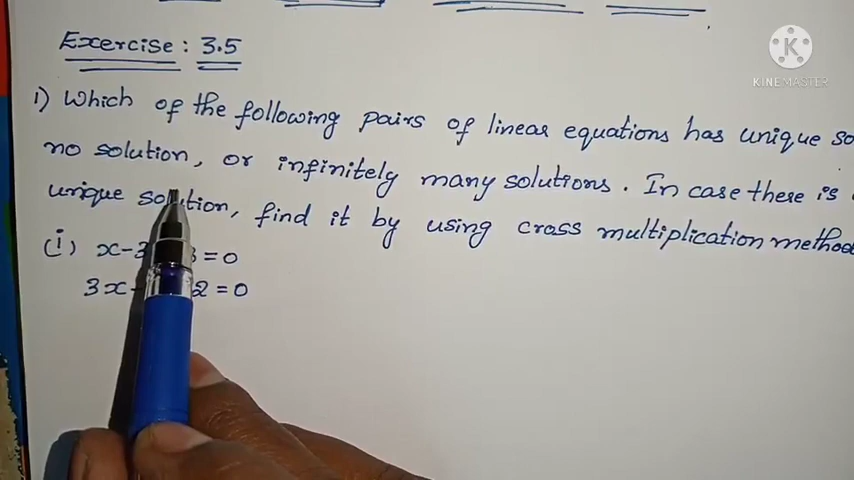 Exercise: 3.5
1) Which of the following pairs of linear equations has unique so
no solution, or infinitely many solutions. In case there is
unique solution, find it by using cross multiplication method
(i) x-3 =0
3x- 2=0
K
KINEMASTER